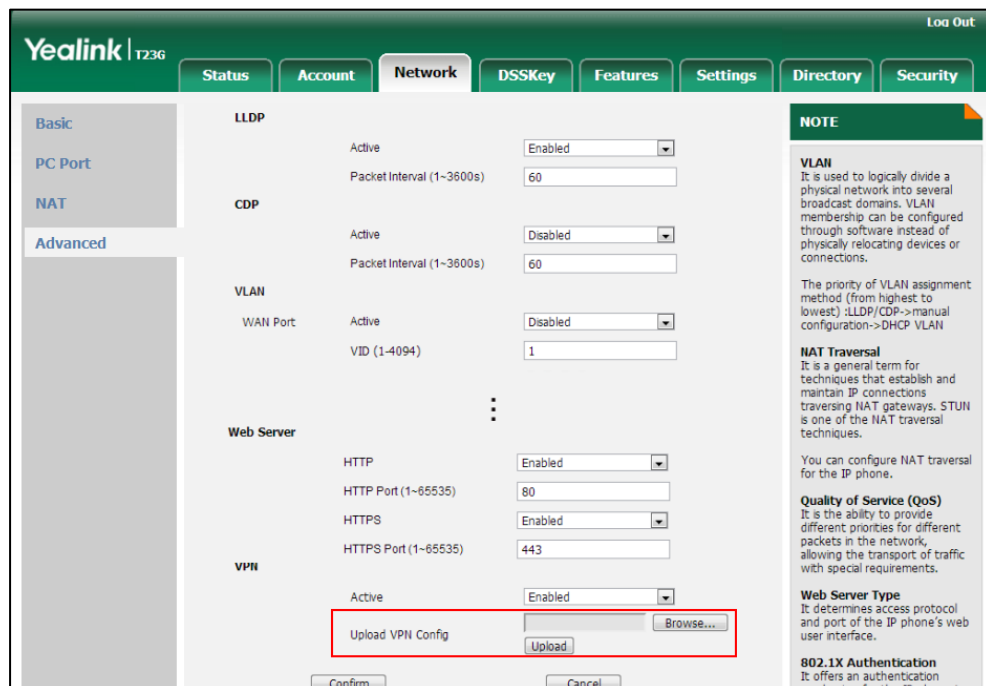 Log Out
Yealink | T23G
Status Account Network DSSKey Features Settings Directory Security
Basic
PC Port
NAT
Advanced
LLDP
Active Enabled
Packet Interval (1~3600s) 60
CDP
Active Disabled
Packet Interval (1~3600s) 60
VLAN
WAN Port Active Disabled
VID (1-4094) 1
Web Server
HTTP Enabled
HTTP Port (1~65535) 80
HTTPS Enabled
HTTPS Port (1~65535) 443
VPN
Active Enabled
Upload VPN Config Browse...
Upload
Confirm Cancel
NOTE
VLAN
It is used to logically divide a
physical network into several
broadcast domains. VLAN
membership can be configured
through software instead of
physically relocating devices or
connections.
The priority of VLAN assignment
method (from highest to
lowest) :LLDP/CDP->manual
configuration->DHCP VLAN
NAT Traversal
It is a general term for
techniques that establish and
maintain IP connections
traversing NAT gateways. STUN
is one of the NAT traversal
techniques.
You can configure NAT traversal
for the IP phone.
Quality of Service (QoS)
It is the ability to provide
different priorities for different
packets in the network,
allowing the transport of traffic
with special requirements.
Web Server Type
It determines access protocol
and port of the IP phone's web
user interface.
802.1X Authentication
It offers an authentication